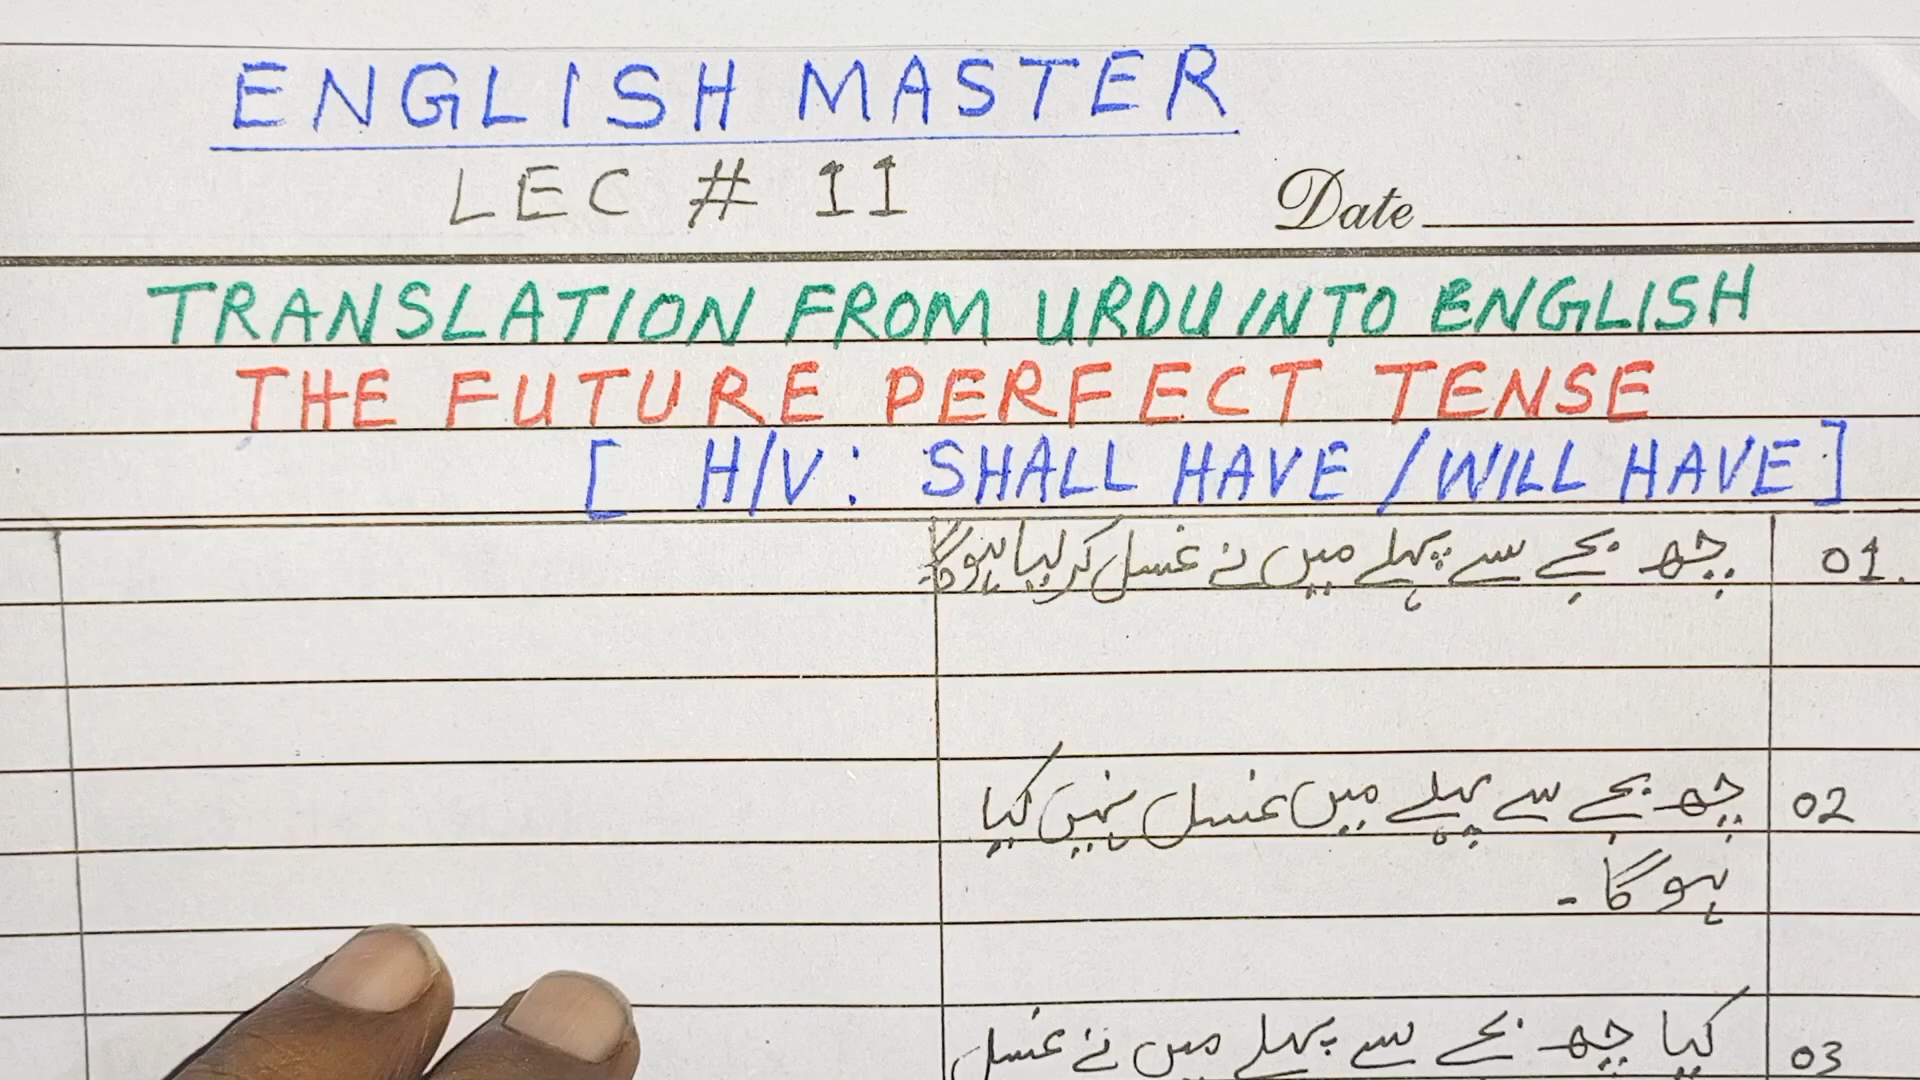 ENGLISH MASTER
LEC # 11
Date
TRANSLATION FROM URDU INTO ENGLISH
THE FUTURE PERFECT TENSE
[ H/V: SHALL HAVE / WILL HAVE ]
01. چھ بجے سے پہلے میں نے غسل کر لیا ہوگا۔
02 چھ بجے سے پہلے میں غسل نہیں کیا
ہوگا ۔
03 کیا چھ بجے سے پہلے میں نے غسل